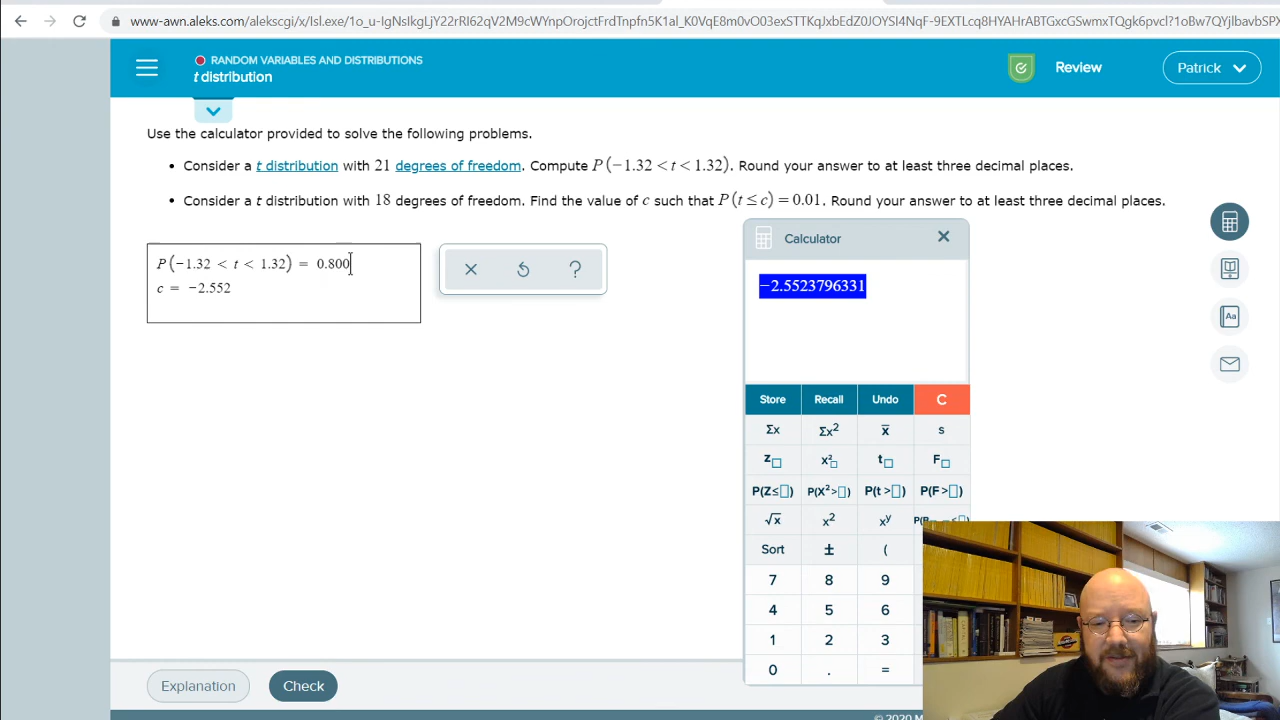 www-awn.aleks.com/alekscgi/x/Isl.exe/1o_u-IgNsIkgLjY22rRI62qV2M9cWYnpOrojctFrdTnpfn5K1al_K0VqE8m0vO03exSTTKqIxbEdZ0JOYSI4NqF-9EXTLcq8HYAHrABTGxcGSwmxTQgk6pvcl?1oBw7QYjlbavbSPX
RANDOM VARIABLES AND DISTRIBUTIONS
t distribution
Review
Patrick
Use the calculator provided to solve the following problems.
• Consider a t distribution with 21 degrees of freedom. Compute P(−1.32 < t < 1.32). Round your answer to at least three decimal places.
• Consider a t distribution with 18 degrees of freedom. Find the value of c such that P(t ≤ c) = 0.01. Round your answer to at least three decimal places.
P(−1.32 < t < 1.32) = 0.800
c = −2.552
× ↺ ?
Calculator ×
−2.5523796331
Store Recall Undo C
Σx Σx² x̅ s
z□ x²□ t□ F□
P(Z≤□) P(X²>□) P(t >□) P(F >□)
√x x² xʸ
Sort ± (
7 8 9
4 5 6
1 2 3
0 . =
Aa
Explanation
Check
© 2020 M